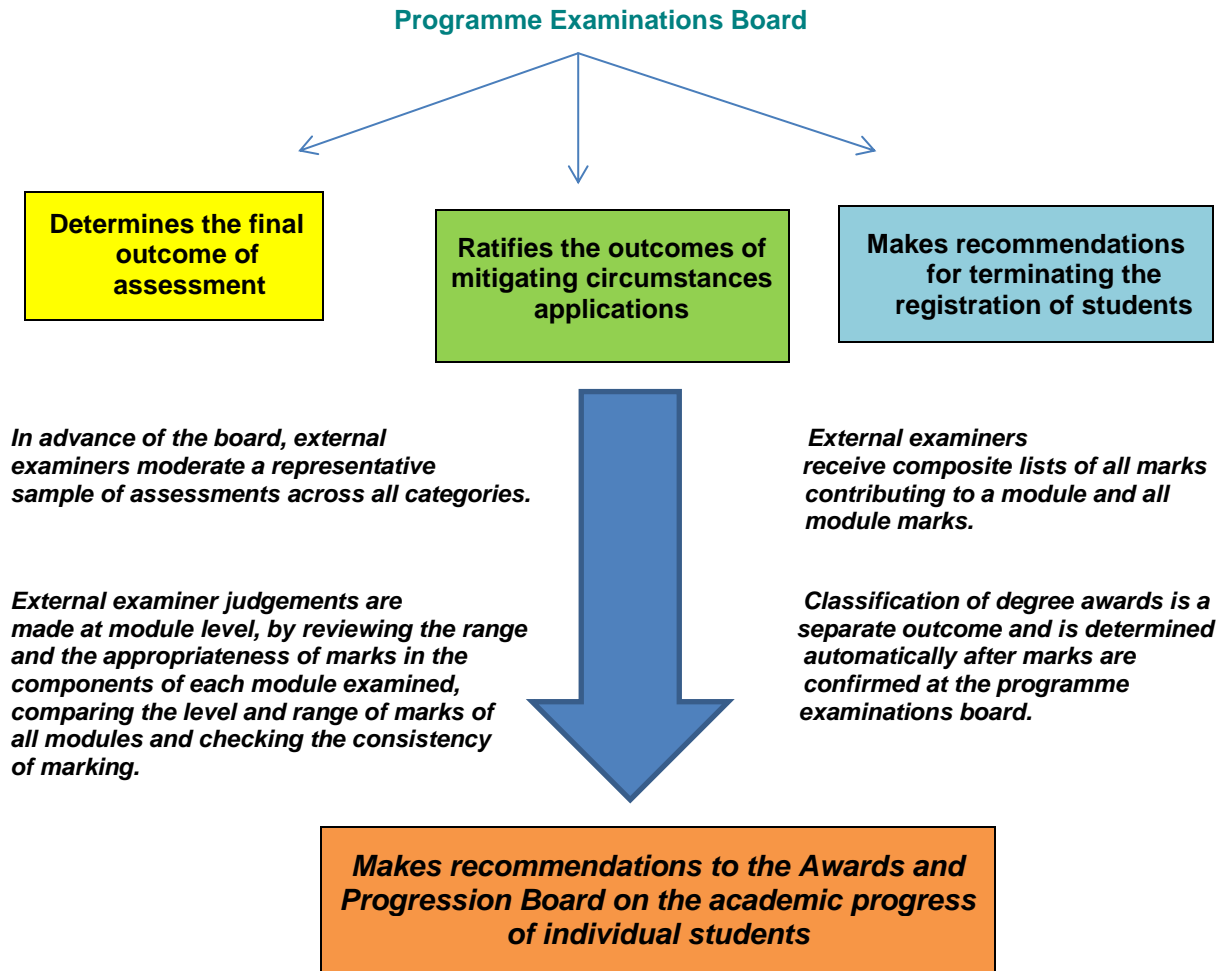 Programme Examinations Board
Determines the final
outcome of
assessment
Ratifies the outcomes of
mitigating circumstances
applications
Makes recommendations
for terminating the
registration of students
In advance of the board, external
examiners moderate a representative
sample of assessments across all categories.
External examiners
receive composite lists of all marks
contributing to a module and all
module marks.
External examiner judgements are
made at module level, by reviewing the range
and the appropriateness of marks in the
components of each module examined,
comparing the level and range of marks of
all modules and checking the consistency
of marking.
Classification of degree awards is a
separate outcome and is determined
automatically after marks are
confirmed at the programme
examinations board.
Makes recommendations to the Awards and
Progression Board on the academic progress
of individual students